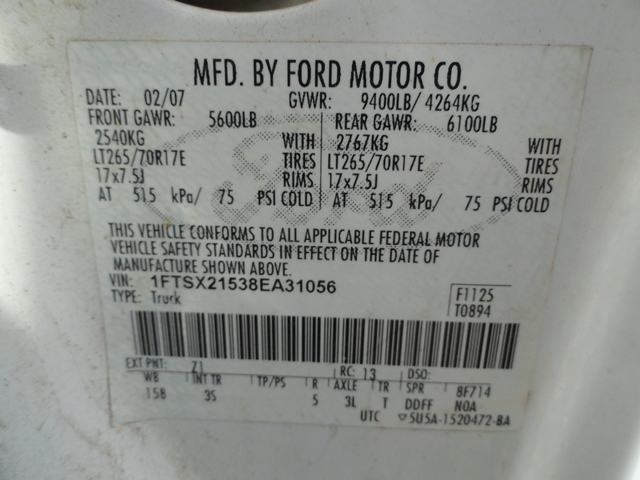 MFD. BY FORD MOTOR CO.
DATE: 02/07 GVWR: 9400LB/ 4264KG
FRONT GAWR: 5600LB REAR GAWR: 6100LB
2540KG WITH 2767KG WITH
LT265/70R17E TIRES LT265/70R17E TIRES
17x7.5J RIMS 17x7.5J RIMS
AT 515 kPa/ 75 PSI COLD AT 515 kPa/ 75 PSI COLD
THIS VEHICLE CONFORMS TO ALL APPLICABLE FEDERAL MOTOR
VEHICLE SAFETY STANDARDS IN EFFECT ON THE DATE OF
MANUFACTURE SHOWN ABOVE.
VIN: 1FTSX21538EA31056 F1125
TYPE: Truck T0894
EXT PNT: Z1 RC: 13 DSO:
WB INT TR TP/PS R AXLE TR SPR 8F714
158 3S 5 3L T DDFF NOA
UTC 5U5A-1520472-BA